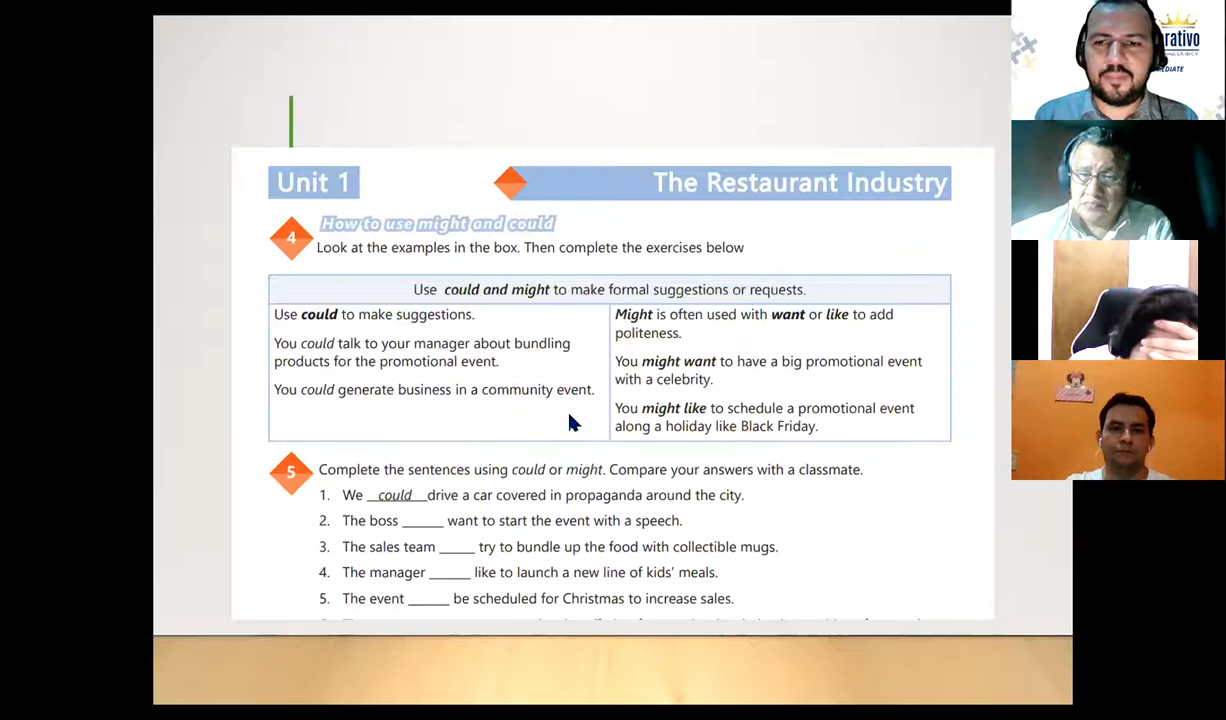 Unit 1
The Restaurant Industry
4
How to use might and could
Look at the examples in the box. Then complete the exercises below
Use could and might to make formal suggestions or requests.
Use could to make suggestions.
You could talk to your manager about bundling
products for the promotional event.
You could generate business in a community event.
Might is often used with want or like to add
politeness.
You might want to have a big promotional event
with a celebrity.
You might like to schedule a promotional event
along a holiday like Black Friday.
5
Complete the sentences using could or might. Compare your answers with a classmate.
1. We __could__drive a car covered in propaganda around the city.
2. The boss ______ want to start the event with a speech.
3. The sales team _____ try to bundle up the food with collectible mugs.
4. The manager ______ like to launch a new line of kids' meals.
5. The event ______ be scheduled for Christmas to increase sales.